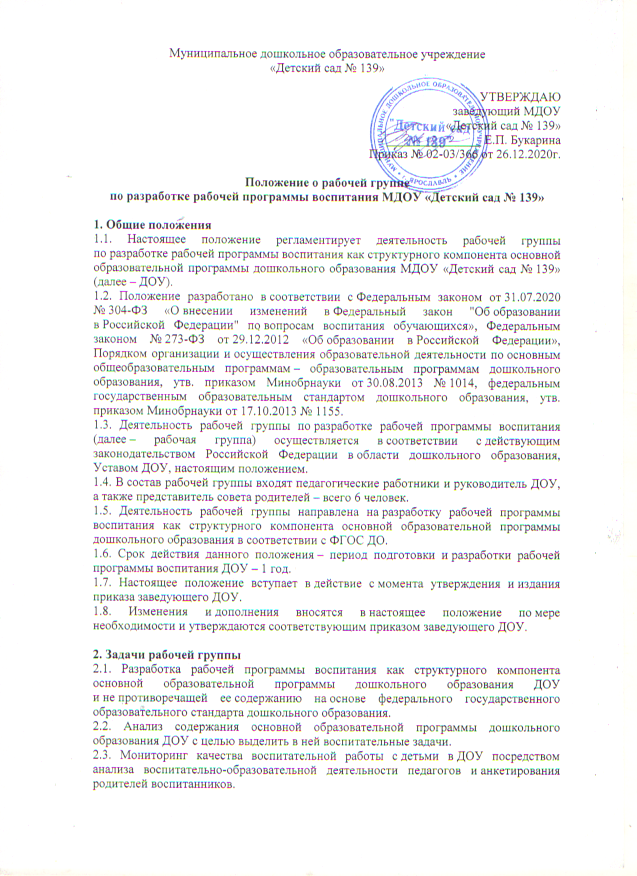 Муниципальное дошкольное образовательное учреждение
«Детский сад № 139»
УТВЕРЖДАЮ
заведующий МДОУ
«Детский сад № 139»
Е.П. Букарина
Приказ № 02-03/366 от 26.12.2020г.
"Детский сад
№ 139"
Положение о рабочей группе
по разработке рабочей программы воспитания МДОУ «Детский сад № 139»
1. Общие положения
1.1. Настоящее положение регламентирует деятельность рабочей группы
по разработке рабочей программы воспитания как структурного компонента основной
образовательной программы дошкольного образования МДОУ «Детский сад № 139»
(далее – ДОУ).
1.2. Положение разработано в соответствии с Федеральным законом от 31.07.2020
№ 304-ФЗ «О внесении изменений в Федеральный закон "Об образовании
в Российской Федерации" по вопросам воспитания обучающихся», Федеральным
законом № 273-ФЗ от 29.12.2012 «Об образовании в Российской Федерации»,
Порядком организации и осуществления образовательной деятельности по основным
общеобразовательным программам – образовательным программам дошкольного
образования, утв. приказом Минобрнауки от 30.08.2013 № 1014, федеральным
государственным образовательным стандартом дошкольного образования, утв.
приказом Минобрнауки от 17.10.2013 № 1155.
1.3. Деятельность рабочей группы по разработке рабочей программы воспитания
(далее – рабочая группа) осуществляется в соответствии с действующим
законодательством Российской Федерации в области дошкольного образования,
Уставом ДОУ, настоящим положением.
1.4. В состав рабочей группы входят педагогические работники и руководитель ДОУ,
а также представитель совета родителей – всего 6 человек.
1.5. Деятельность рабочей группы направлена на разработку рабочей программы
воспитания как структурного компонента основной образовательной программы
дошкольного образования в соответствии с ФГОС ДО.
1.6. Срок действия данного положения – период подготовки и разработки рабочей
программы воспитания ДОУ – 1 год.
1.7. Настоящее положение вступает в действие с момента утверждения и издания
приказа заведующего ДОУ.
1.8. Изменения и дополнения вносятся в настоящее положение по мере
необходимости и утверждаются соответствующим приказом заведующего ДОУ.
2. Задачи рабочей группы
2.1. Разработка рабочей программы воспитания как структурного компонента
основной образовательной программы дошкольного образования ДОУ
и не противоречащей ее содержанию на основе федерального государственного
образовательного стандарта дошкольного образования.
2.2. Анализ содержания основной образовательной программы дошкольного
образования ДОУ с целью выделить в ней воспитательные задачи.
2.3. Мониторинг качества воспитательной работы с детьми в ДОУ посредством
анализа воспитательно-образовательной деятельности педагогов и анкетирования
родителей воспитанников.